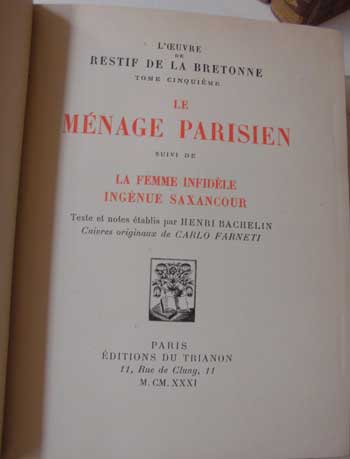 L'ŒUVRE
DE
RESTIF DE LA BRETONNE
TOME CINQUIÈME
LE
MÉNAGE PARISIEN
SUIVI DE
LA FEMME INFIDÈLE
INGÉNUE SAXANCOUR
Texte et notes établis par HENRI BACHELIN
Cuivres originaux de CARLO FARNETI
PARIS
ÉDITIONS DU TRIANON
11, Rue de Cluny, 11
M. CM. XXXI